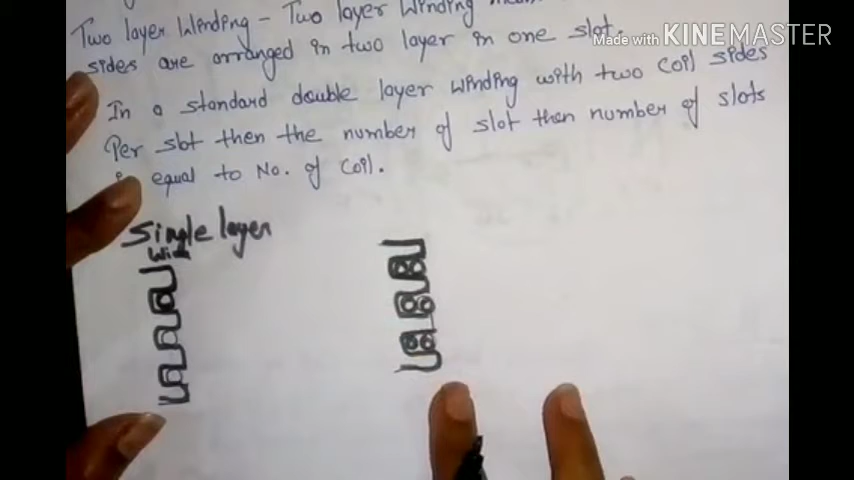 Two layer Winding - Two layer Winding
sides are arranged in two layer in one slot.
Made with KINEMASTER
In a standard double layer winding with two coil sides
Per slot then the number of slot then number of slots
equal to No. of Coil.
Single layer